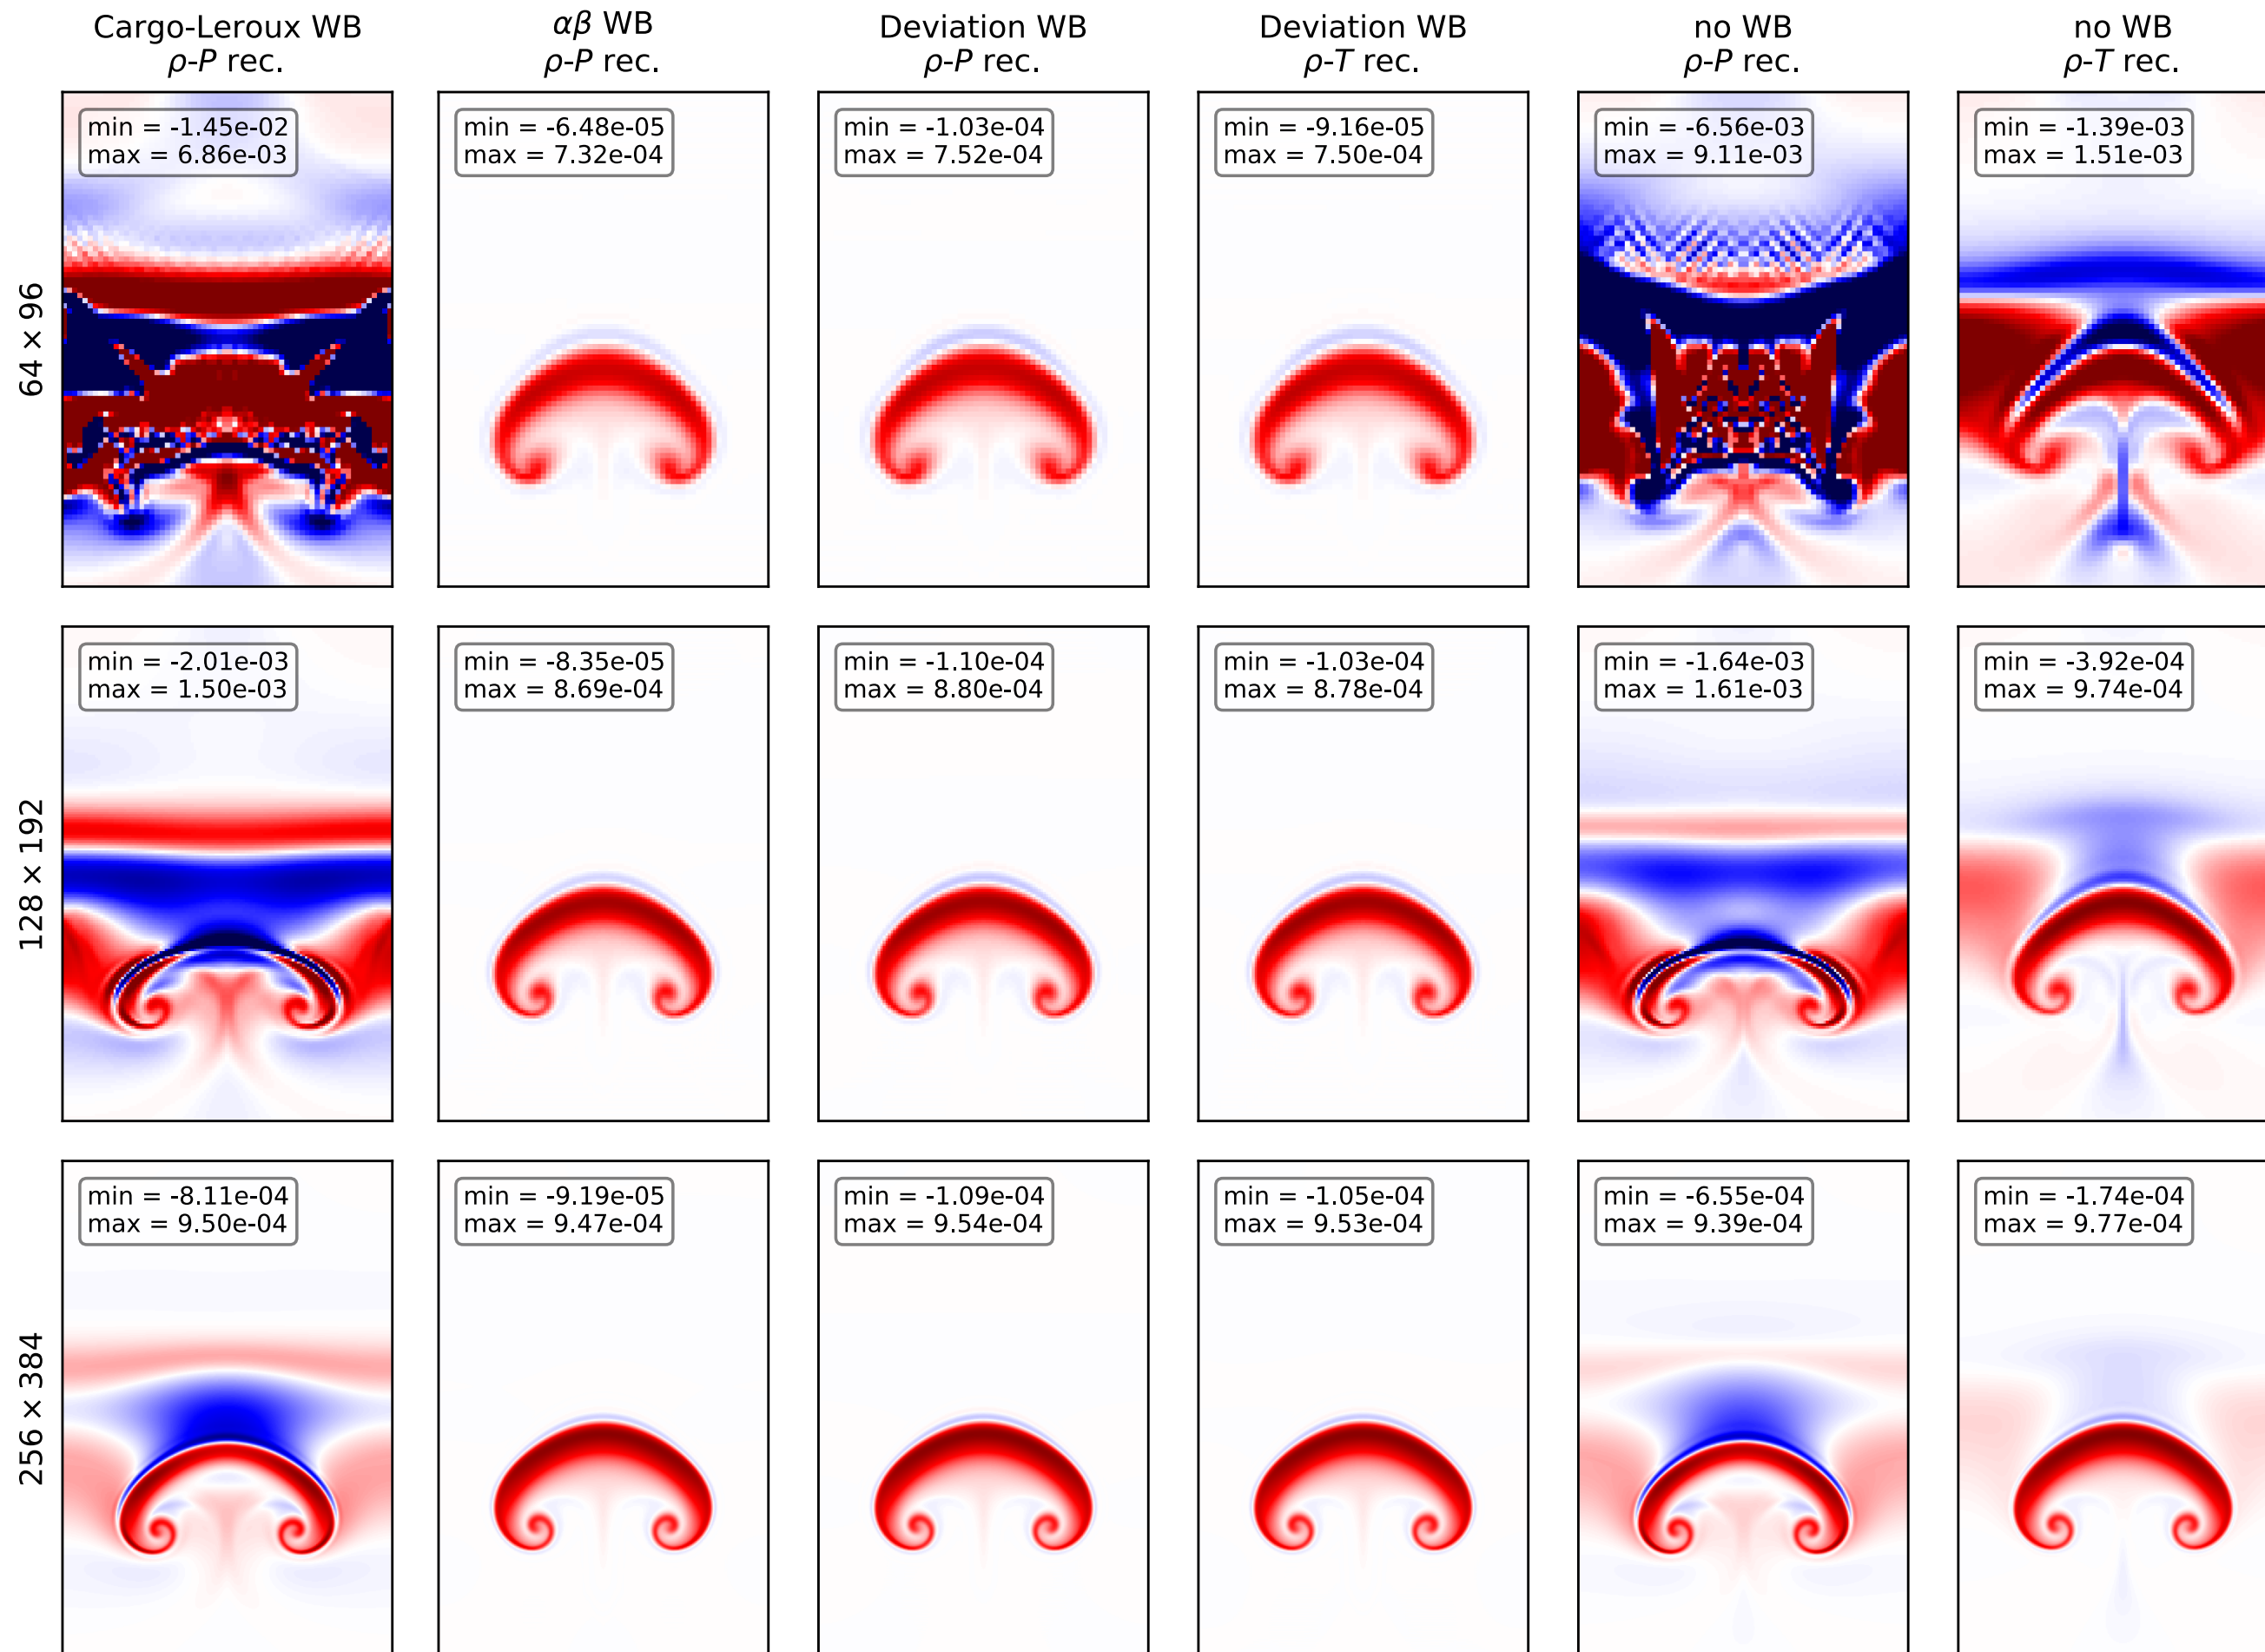 Cargo-Leroux WB
ρ-P rec.
αβ WB
ρ-P rec.
Deviation WB
ρ-P rec.
Deviation WB
ρ-T rec.
no WB
ρ-P rec.
no WB
ρ-T rec.
64 × 96
min = -1.45e-02
max = 6.86e-03
min = -6.48e-05
max = 7.32e-04
min = -1.03e-04
max = 7.52e-04
min = -9.16e-05
max = 7.50e-04
min = -6.56e-03
max = 9.11e-03
min = -1.39e-03
max = 1.51e-03
128 × 192
min = -2.01e-03
max = 1.50e-03
min = -8.35e-05
max = 8.69e-04
min = -1.10e-04
max = 8.80e-04
min = -1.03e-04
max = 8.78e-04
min = -1.64e-03
max = 1.61e-03
min = -3.92e-04
max = 9.74e-04
256 × 384
min = -8.11e-04
max = 9.50e-04
min = -9.19e-05
max = 9.47e-04
min = -1.09e-04
max = 9.54e-04
min = -1.05e-04
max = 9.53e-04
min = -6.55e-04
max = 9.39e-04
min = -1.74e-04
max = 9.77e-04